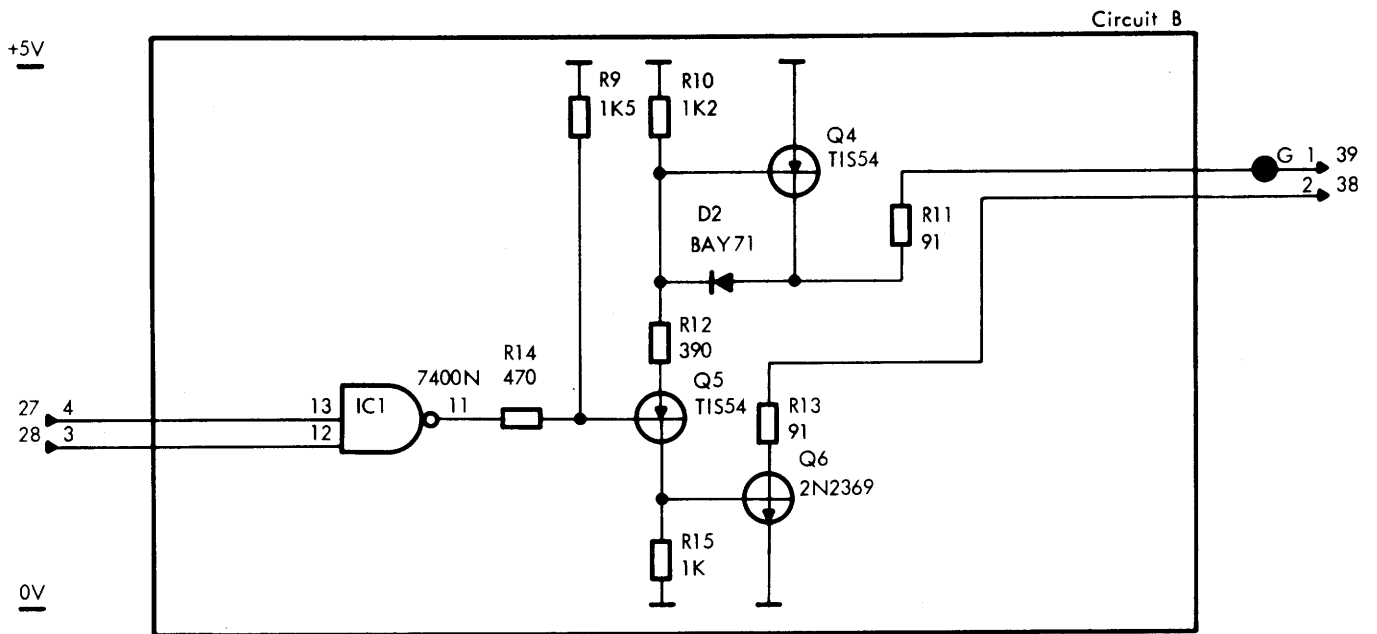 Circuit B
+5V
R9
1K5
R10
1K2
Q4
TIS54
G 1 39
2 38
D2
BAY71
R11
91
R12
390
R14
470
7400N
Q5
TIS54
27 4
28 3
13
12
IC1
11
R13
91
Q6
2N2369
R15
1K
0V